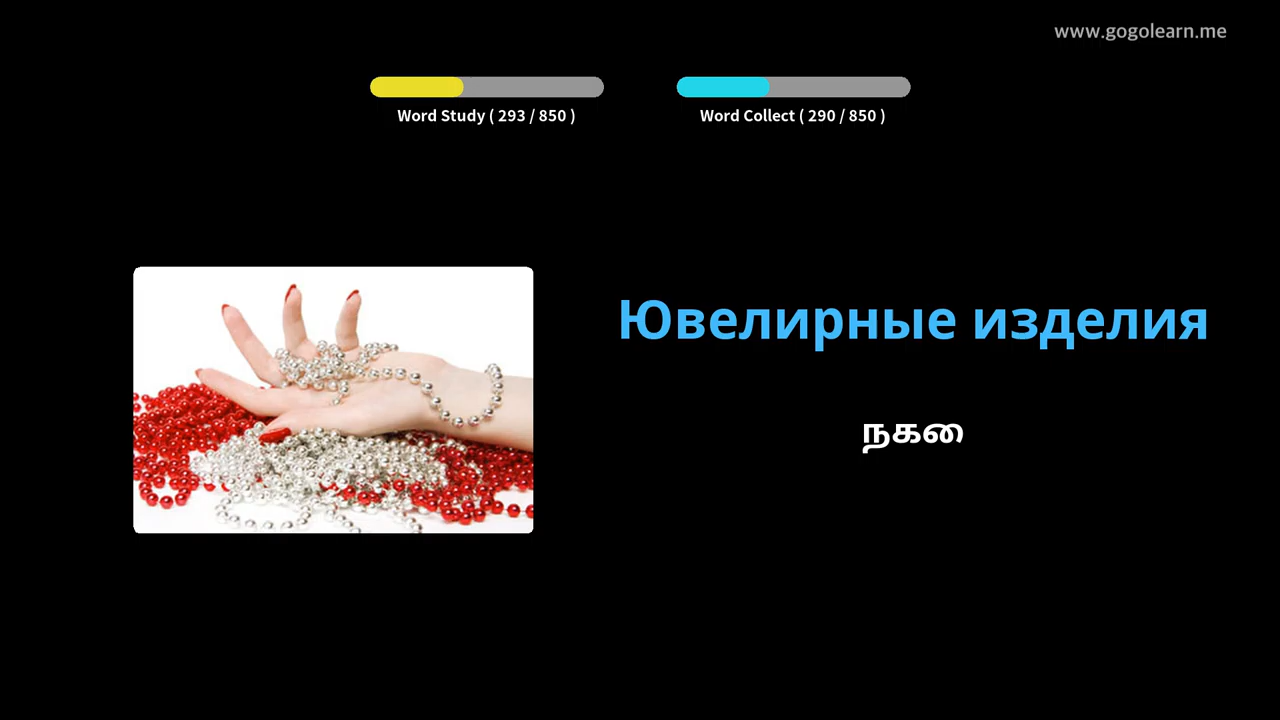 www.gogolearn.me
Word Study ( 293 / 850 )
Word Collect ( 290 / 850 )
Ювелирные изделия
நகை